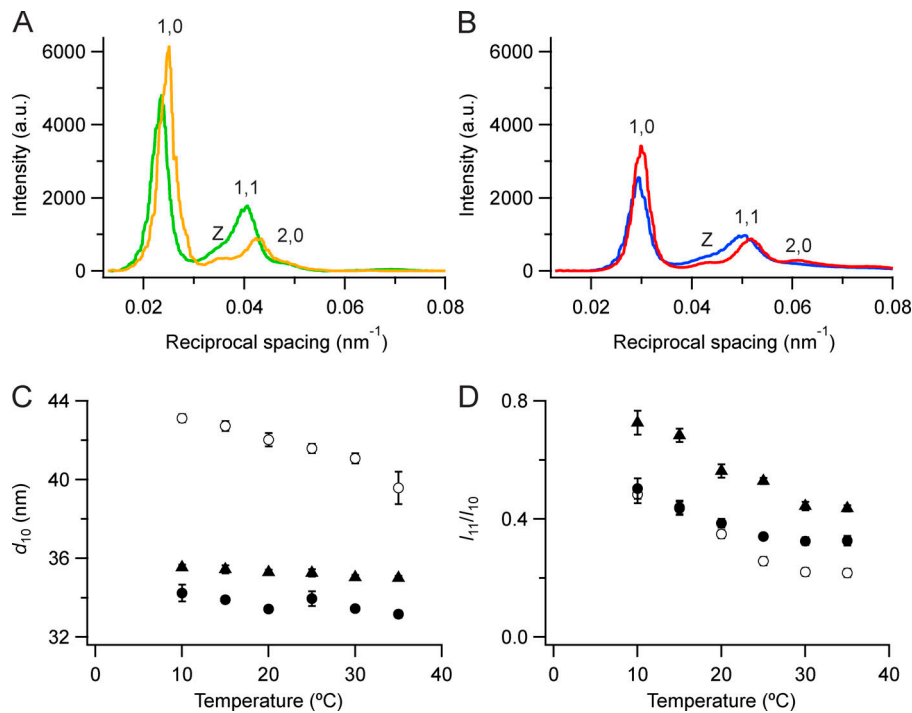 A
1,0
6000
4000
2000
0
Intensity (a.u.)
Z
1,1
2,0
0.02
0.04
0.06
0.08
Reciprocal spacing (nm⁻¹)
B
6000
4000
2000
0
Intensity (a.u.)
1,0
Z
1,1
2,0
0.02
0.04
0.06
0.08
Reciprocal spacing (nm⁻¹)
C
44
40
36
32
d₁₀ (nm)
0
10
20
30
40
Temperature (ºC)
D
0.8
0.4
0.0
I₁₁/I₁₀
0
10
20
30
40
Temperature (ºC)